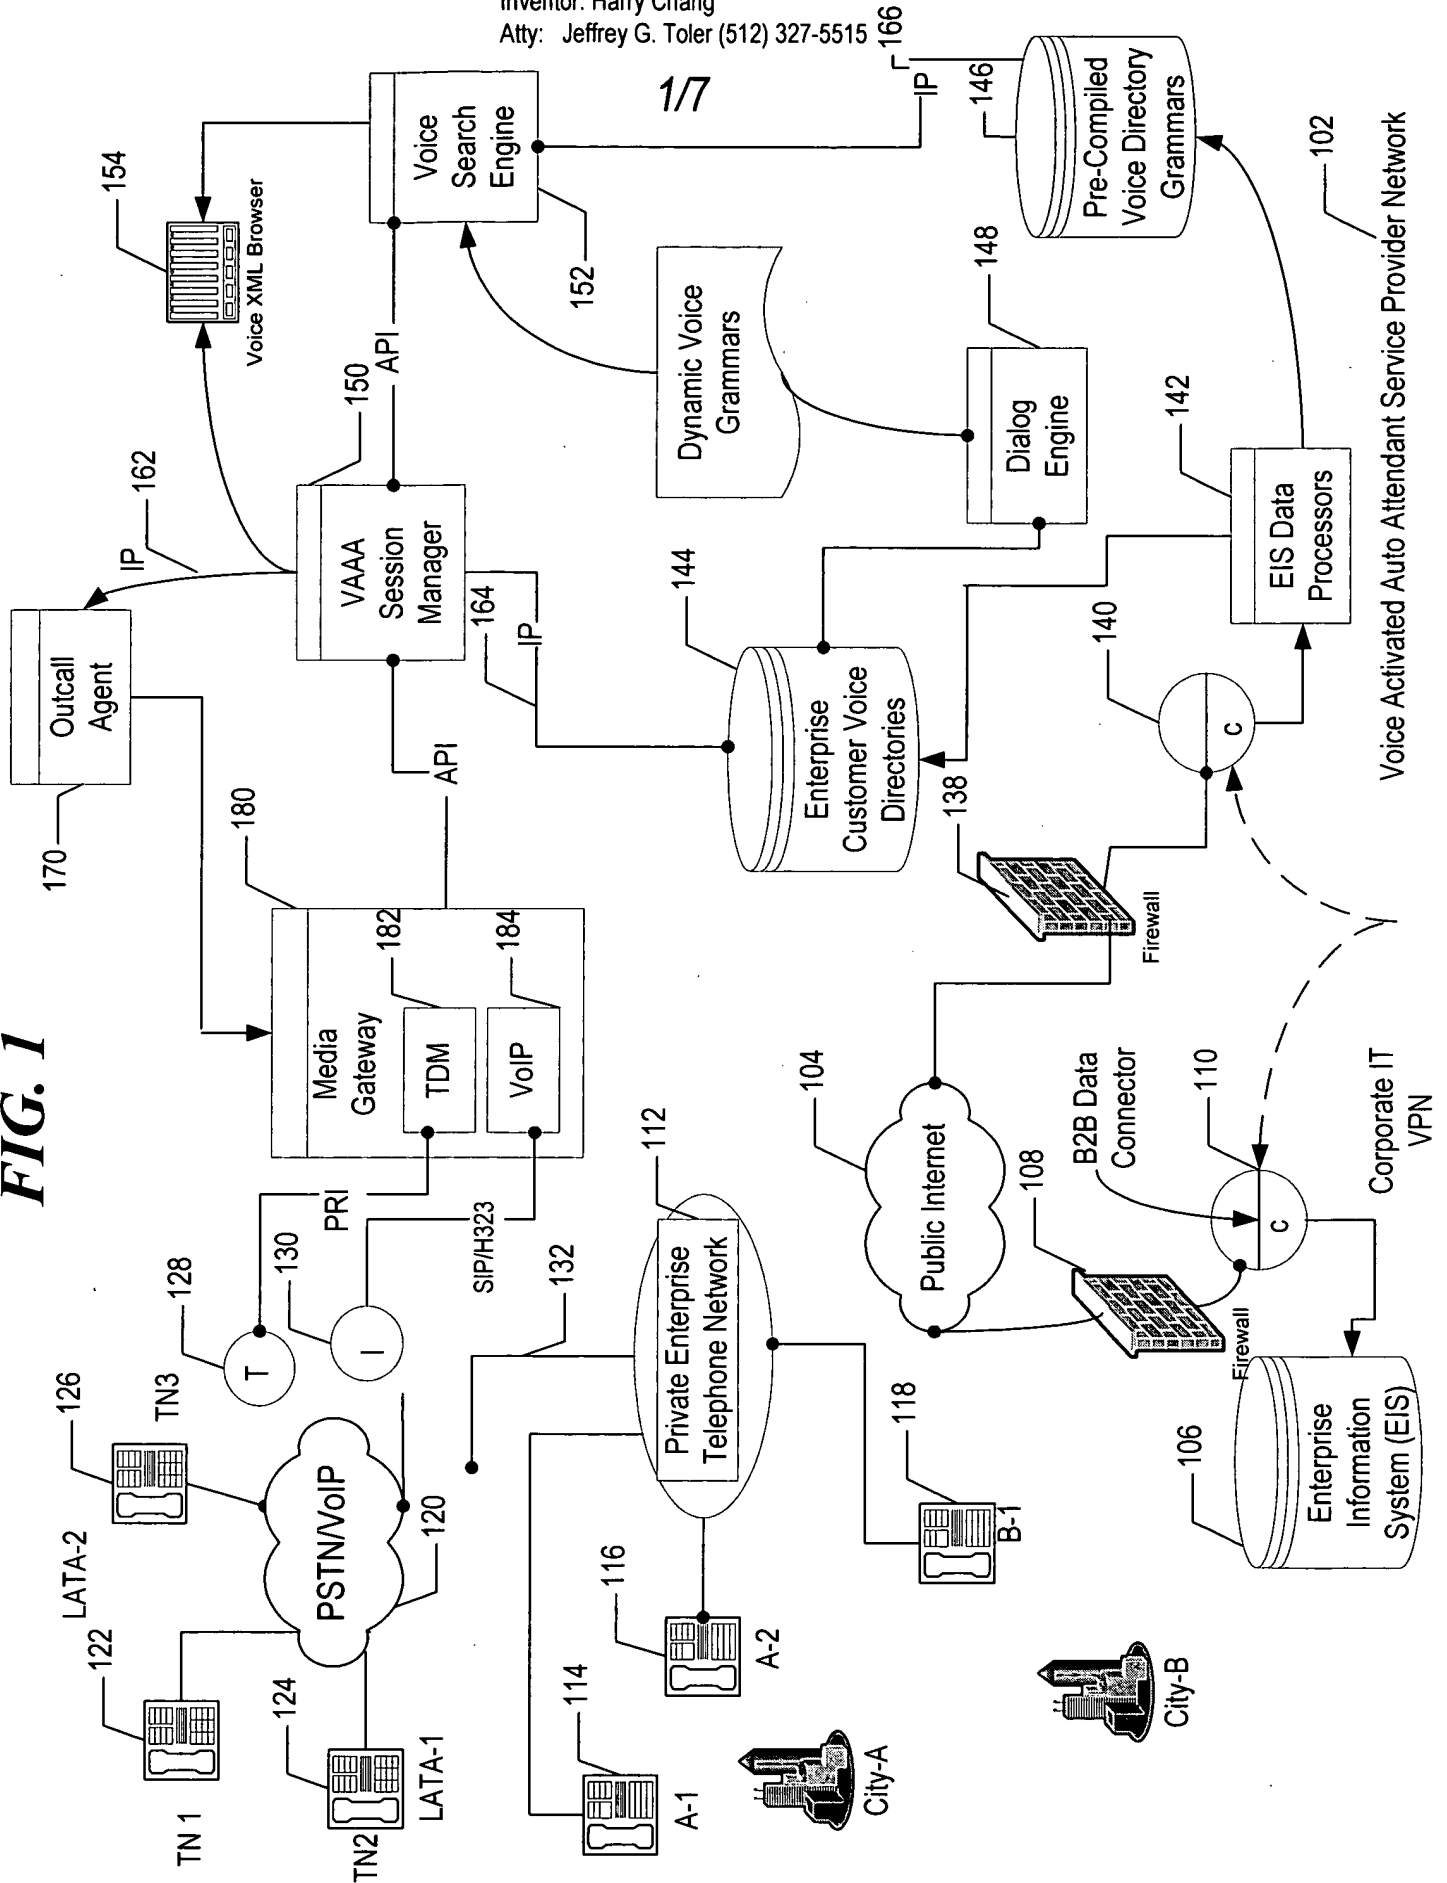 Inventor: Harry Chang
Atty: Jeffrey G. Toler (512) 327-5515
1/7
FIG. 1
LATA-2
TN 1
122
TN2
124
LATA-1
126
TN3
PSTN/VoIP
120
128
T
130
I
PRI
SIP/H323
132
170
Outcall
Agent
IP
162
180
Media
Gateway
182
TDM
184
VoIP
API
VAAA
Session
Manager
150
API
154
Voice XML Browser
Voice
Search
Engine
152
164
IP
166
IP
146
Pre-Compiled
Voice Directory
Grammars
Dynamic Voice
Grammars
148
Dialog
Engine
144
Enterprise
Customer Voice
Directories
142
EIS Data
Processors
140
C
138
Firewall
102
Voice Activated Auto Attendant Service Provider Network
114
A-1
116
A-2
112
Private Enterprise
Telephone Network
118
B-1
City-A
City-B
104
Public Internet
108
Firewall
B2B Data
Connector
110
C
106
Enterprise
Information
System (EIS)
Corporate IT
VPN